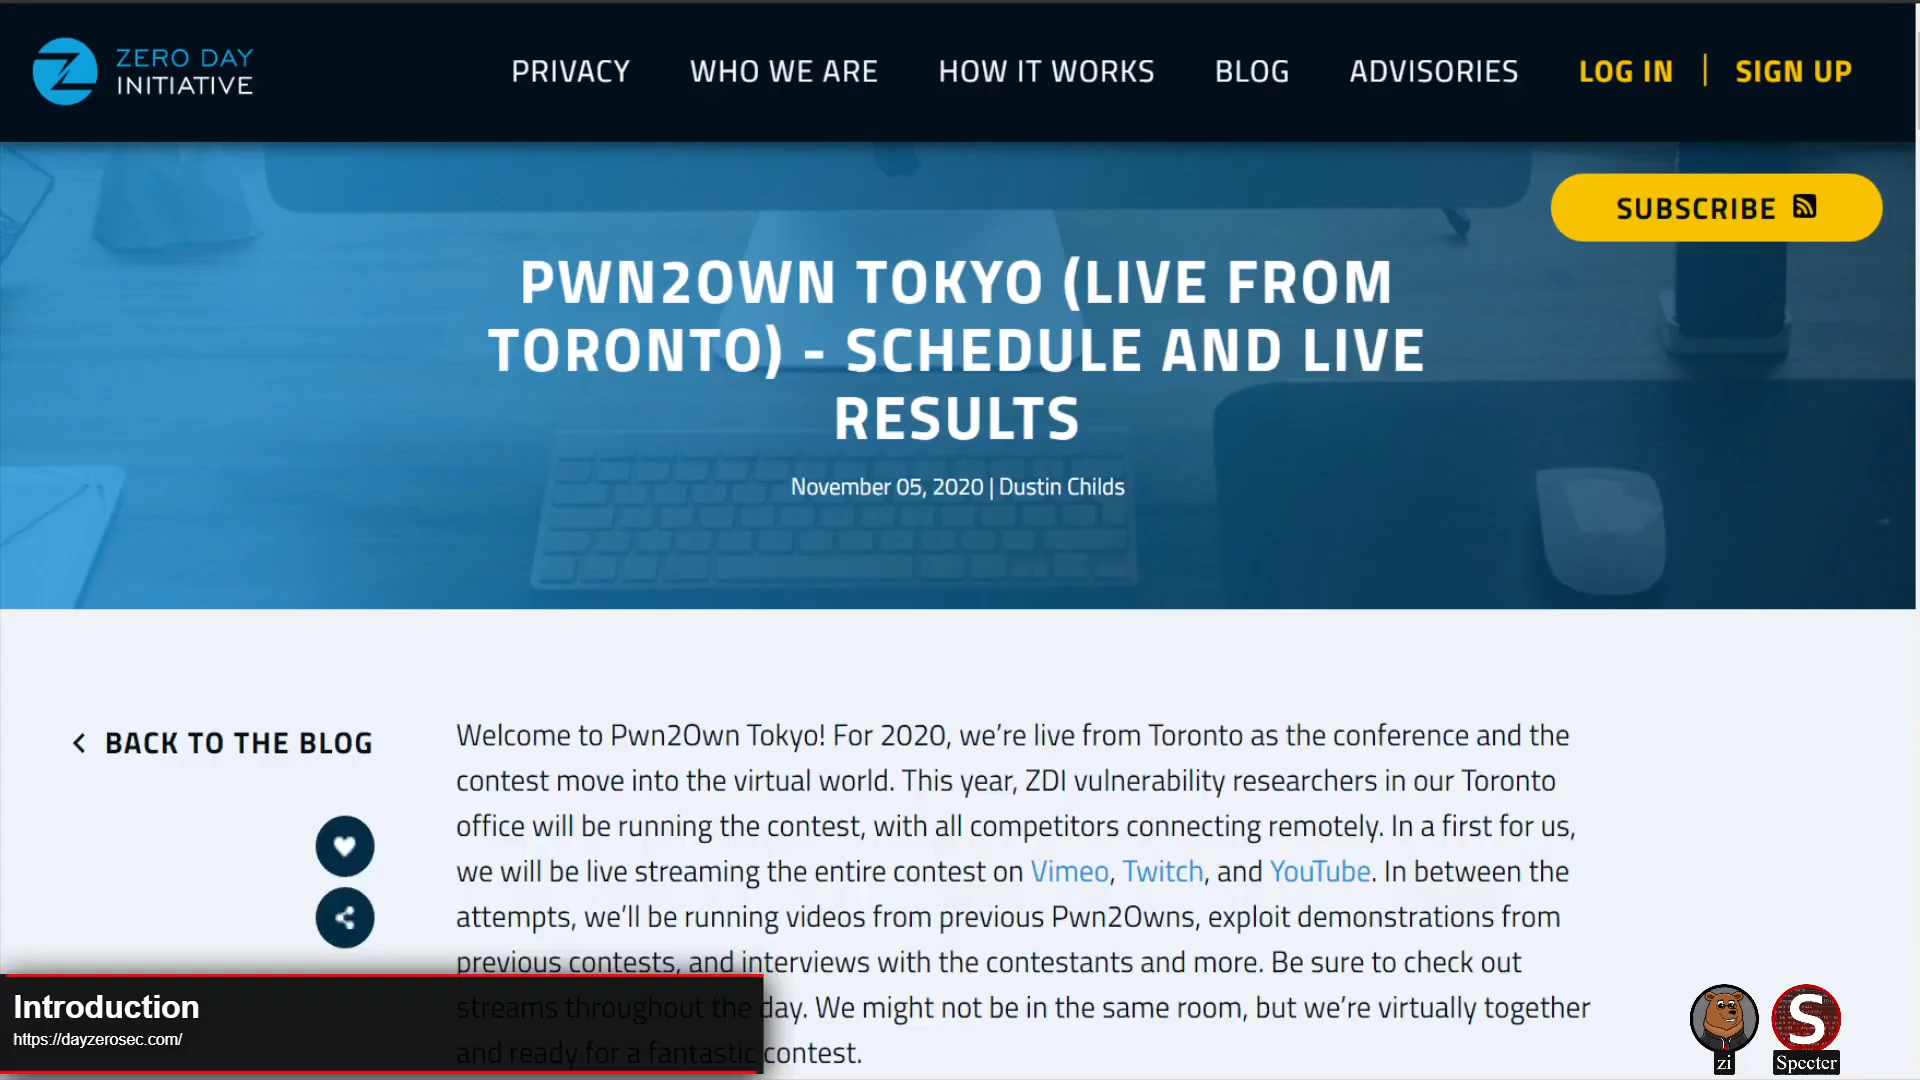 ZERO DAY
INITIATIVE
PRIVACY
WHO WE ARE
HOW IT WORKS
BLOG
ADVISORIES
LOG IN | SIGN UP
SUBSCRIBE
PWN2OWN TOKYO (LIVE FROM
TORONTO) - SCHEDULE AND LIVE
RESULTS
November 05, 2020 | Dustin Childs
BACK TO THE BLOG
Welcome to Pwn2Own Tokyo! For 2020, we’re live from Toronto as the conference and the
contest move into the virtual world. This year, ZDI vulnerability researchers in our Toronto
office will be running the contest, with all competitors connecting remotely. In a first for us,
we will be live streaming the entire contest on Vimeo, Twitch, and YouTube. In between the
attempts, we’ll be running videos from previous Pwn2Owns, exploit demonstrations from
previous contests, and interviews with the contestants and more. Be sure to check out
streams throughout the day. We might not be in the same room, but we’re virtually together
and ready for a fantastic contest.
Introduction
https://dayzerosec.com/
zi
S
Specter